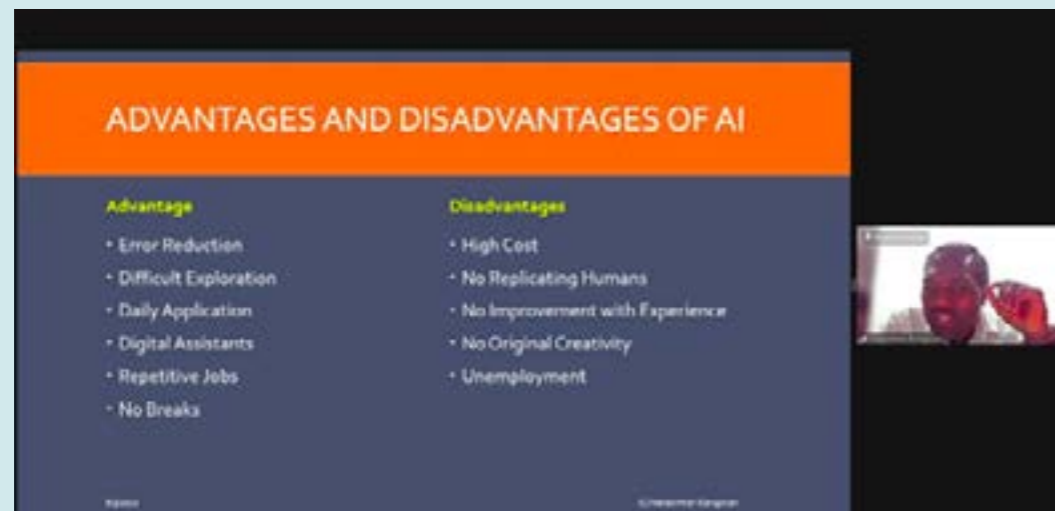 ADVANTAGES AND DISADVANTAGES OF AI
Advantage
• Error Reduction
• Difficult Exploration
• Daily Application
• Digital Assistants
• Repetitive Jobs
• No Breaks
Disadvantages
• High Cost
• No Replicating Humans
• No Improvement with Experience
• No Original Creativity
• Unemployment